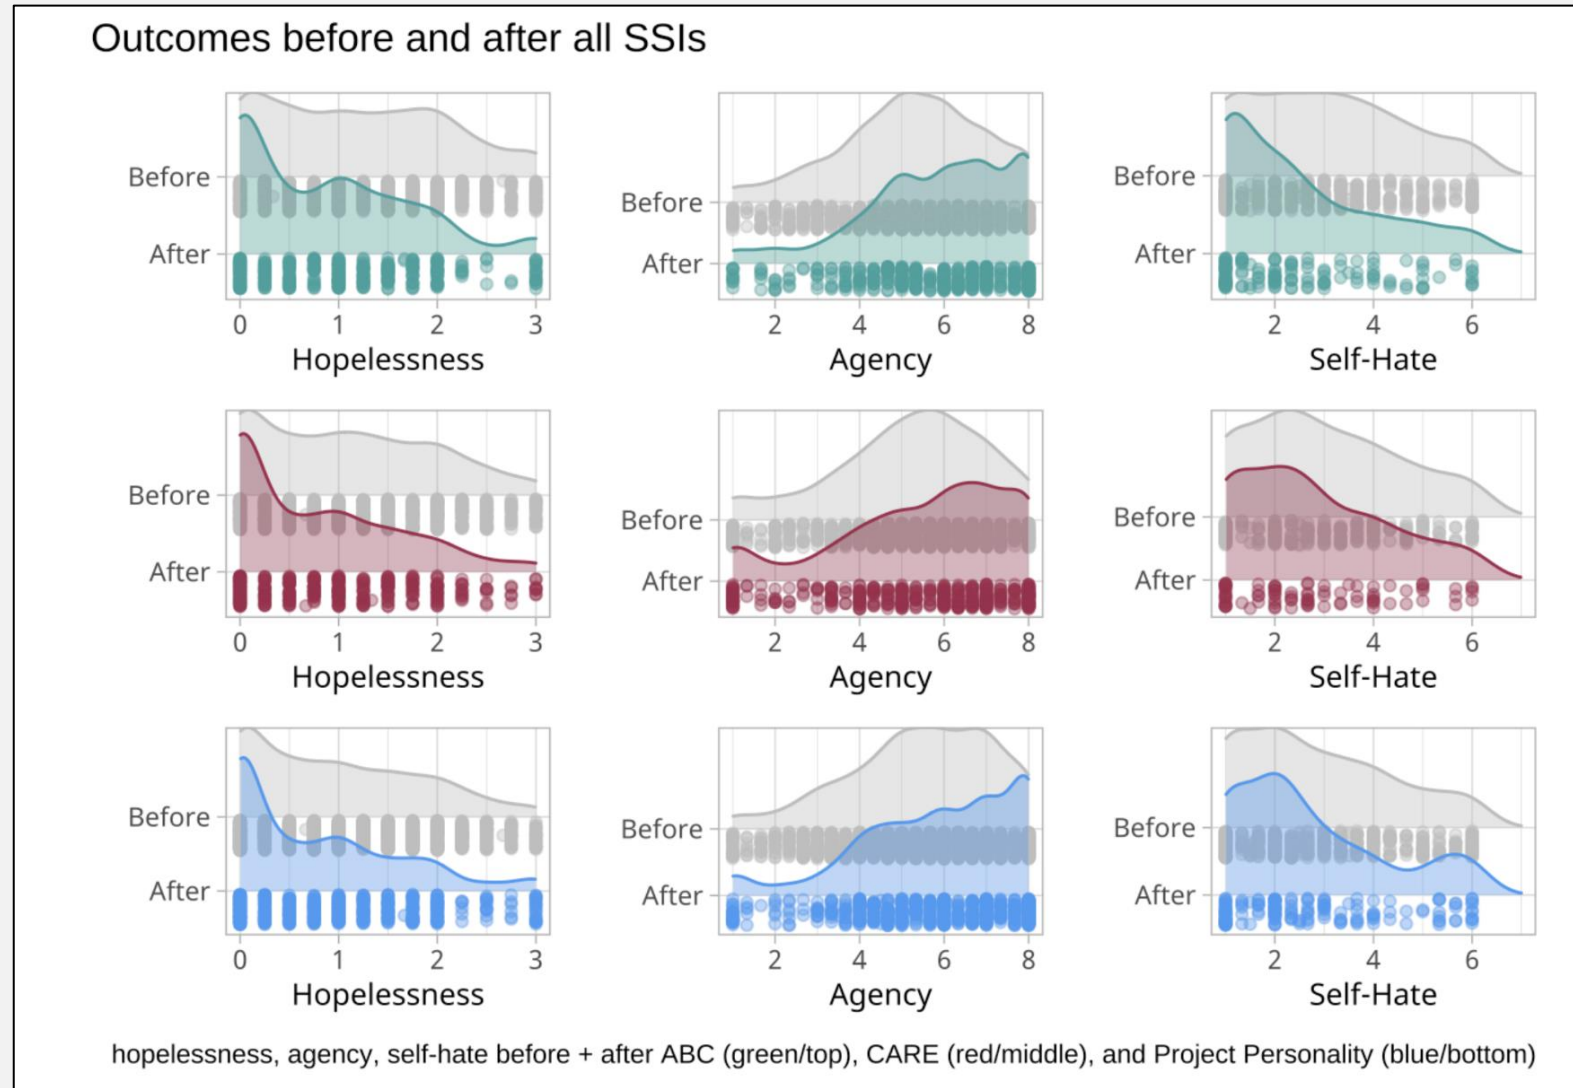 Outcomes before and after all SSIs
Before
After
0 1 2 3
Hopelessness
Before
After
2 4 6 8
Agency
Before
After
2 4 6
Self-Hate
Before
After
0 1 2 3
Hopelessness
Before
After
2 4 6 8
Agency
Before
After
2 4 6
Self-Hate
Before
After
0 1 2 3
Hopelessness
Before
After
2 4 6 8
Agency
Before
After
2 4 6
Self-Hate
hopelessness, agency, self-hate before + after ABC (green/top), CARE (red/middle), and Project Personality (blue/bottom)